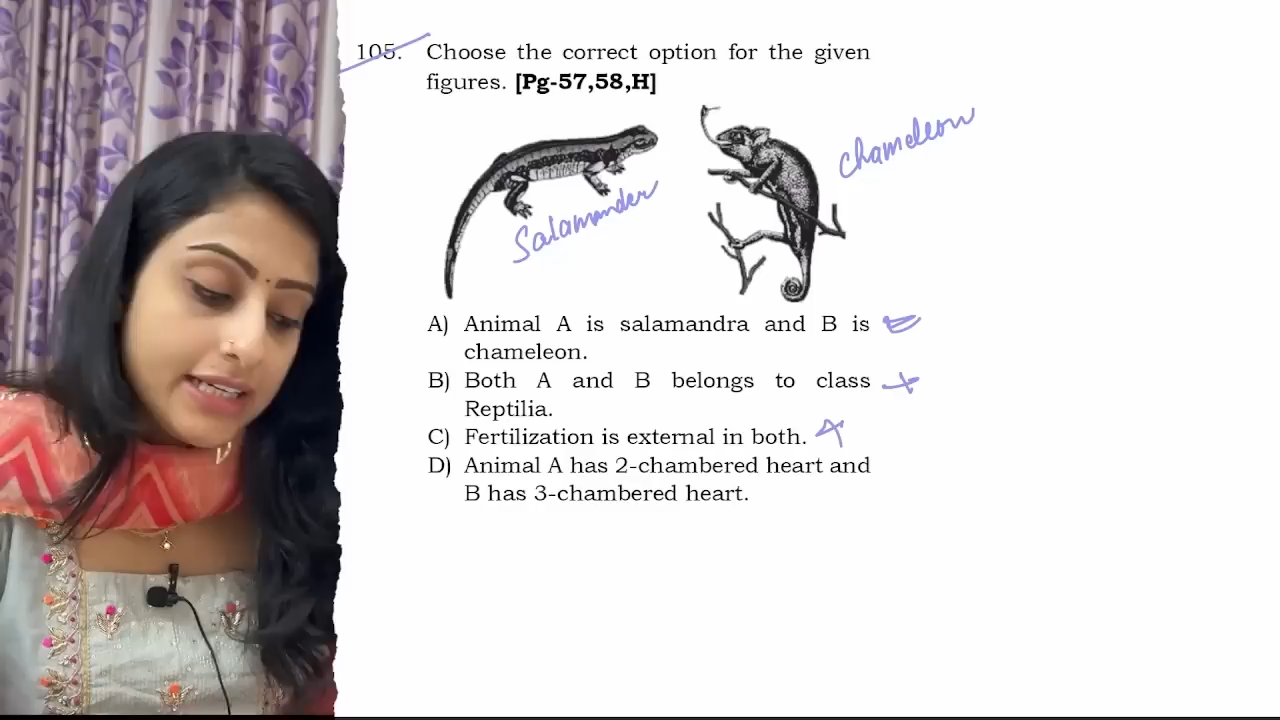 105. Choose the correct option for the given
figures. [Pg-57,58,H]
Salamander
chameleon
A) Animal A is salamandra and B is
chameleon.
B) Both A and B belongs to class
Reptilia.
C) Fertilization is external in both.
D) Animal A has 2-chambered heart and
B has 3-chambered heart.